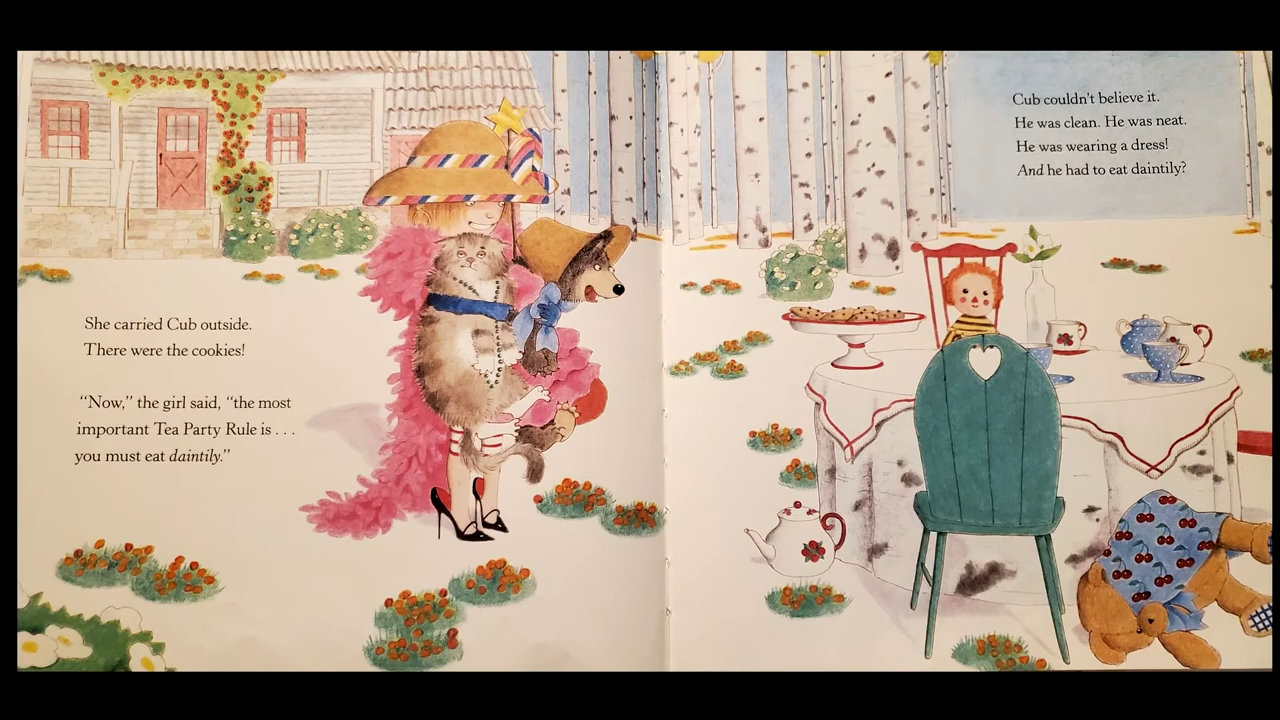 She carried Cub outside.
There were the cookies!
“Now,” the girl said, “the most
important Tea Party Rule is . . .
you must eat daintily.”
Cub couldn’t believe it.
He was clean. He was neat.
He was wearing a dress!
And he had to eat daintily?